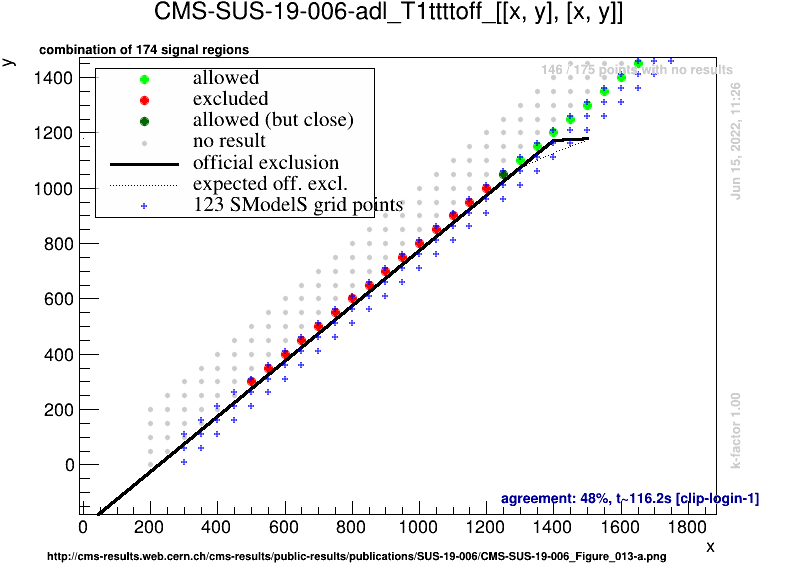 CMS-SUS-19-006-adl_T1ttttoff_[[x, y], [x, y]]
y
combination of 174 signal regions
146 / 175 points with no results
allowed
excluded
allowed (but close)
no result
official exclusion
expected off. excl.
123 SModelS grid points
1400
1200
1000
800
600
400
200
0
Jun 15, 2022, 11:26
k-factor 1.00
agreement: 48%, t~116.2s [clip-login-1]
0 200 400 600 800 1000 1200 1400 1600 1800
x
http://cms-results.web.cern.ch/cms-results/public-results/publications/SUS-19-006/CMS-SUS-19-006_Figure_013-a.png